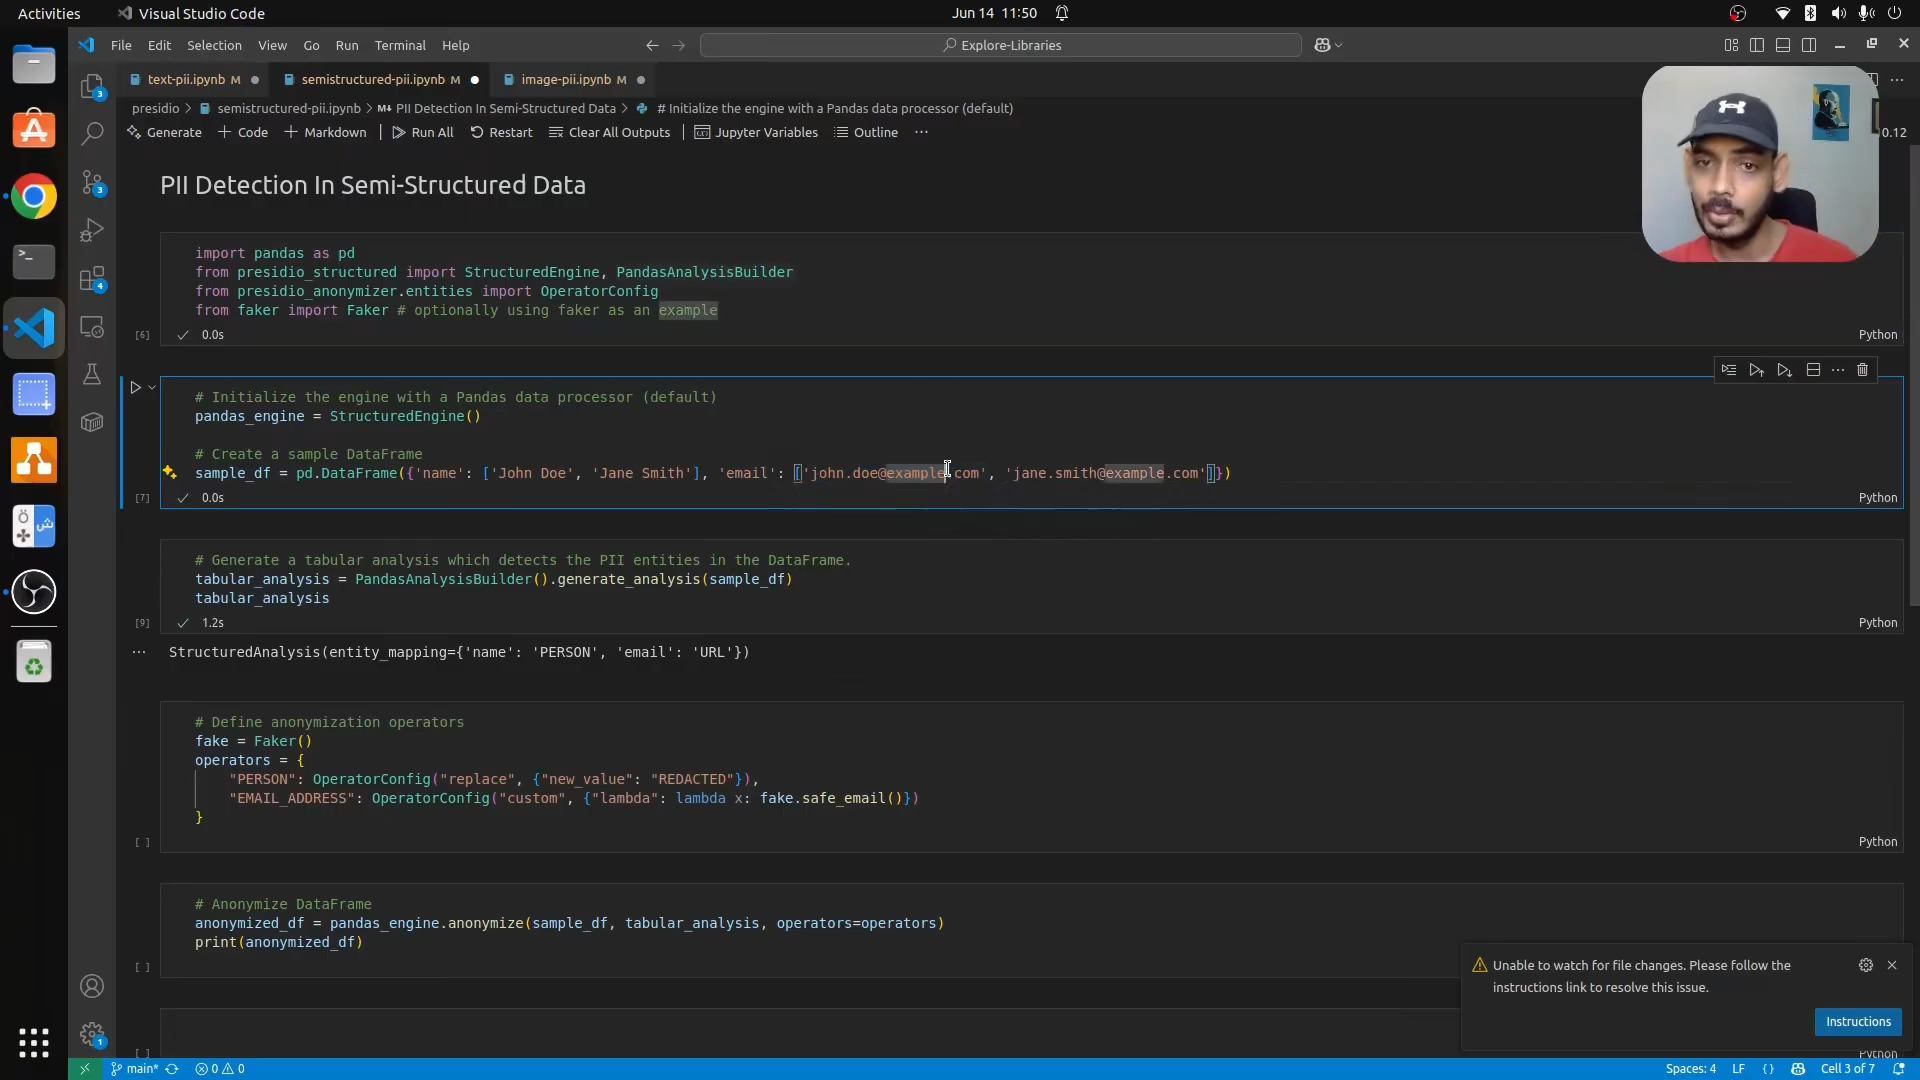 Activities
Visual Studio Code
Jun 14 11:50
File Edit Selection View Go Run Terminal Help
Explore-Libraries
text-pii.ipynb M
semistructured-pii.ipynb M
image-pii.ipynb M
presidio > semistructured-pii.ipynb > M↓ PII Detection In Semi-Structured Data > # Initialize the engine with a Pandas data processor (default)
Generate + Code + Markdown Run All Restart Clear All Outputs Jupyter Variables Outline ···
0.12
PII Detection In Semi-Structured Data
import pandas as pd
from presidio_structured import StructuredEngine, PandasAnalysisBuilder
from presidio_anonymizer.entities import OperatorConfig
from faker import Faker # optionally using faker as an example
[6] 0.0s Python
# Initialize the engine with a Pandas data processor (default)
pandas_engine = StructuredEngine()
# Create a sample DataFrame
sample_df = pd.DataFrame({'name': ['John Doe', 'Jane Smith'], 'email': ['john.doe@example.com', 'jane.smith@example.com']})
[7] 0.0s Python
# Generate a tabular analysis which detects the PII entities in the DataFrame.
tabular_analysis = PandasAnalysisBuilder().generate_analysis(sample_df)
tabular_analysis
[9] 1.2s Python
StructuredAnalysis(entity_mapping={'name': 'PERSON', 'email': 'URL'})
# Define anonymization operators
fake = Faker()
operators = {
"PERSON": OperatorConfig("replace", {"new_value": "REDACTED"}),
"EMAIL_ADDRESS": OperatorConfig("custom", {"lambda": lambda x: fake.safe_email()})
}
[ ] Python
# Anonymize DataFrame
anonymized_df = pandas_engine.anonymize(sample_df, tabular_analysis, operators=operators)
print(anonymized_df)
[ ]
Unable to watch for file changes. Please follow the
instructions link to resolve this issue.
Instructions
[ ] Python
main* 0 0 Spaces: 4 LF {} Cell 3 of 7
3
3
4
1